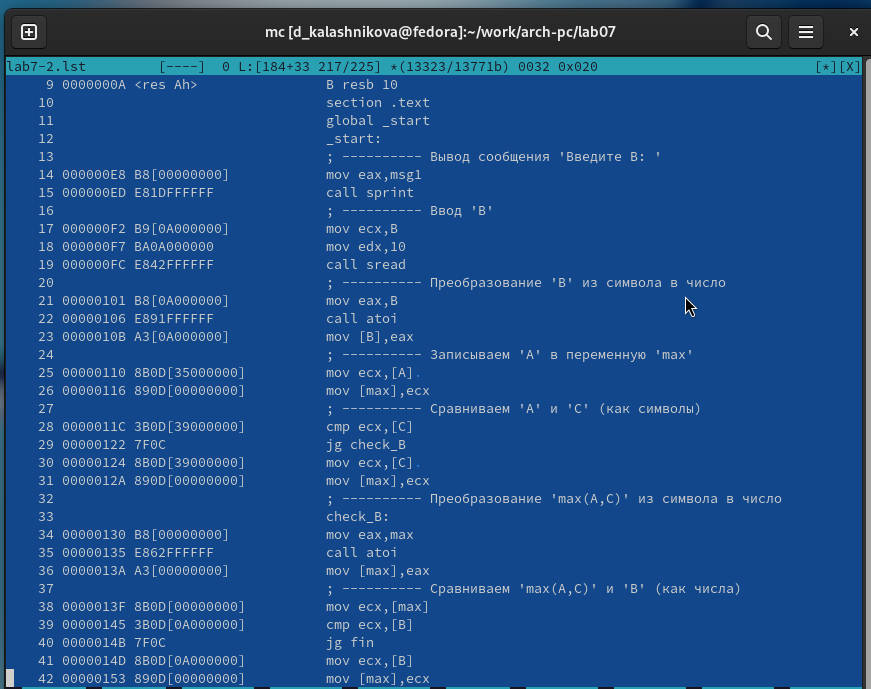 mc [d_kalashnikova@fedora]:~/work/arch-pc/lab07
lab7-2.lst [----] 0 L:[184+33 217/225] *(13323/13771b) 0032 0x020 [*][X]
9 0000000A <res Ah> B resb 10
10 section .text
11 global _start
12 _start:
13 ; ---------- Вывод сообщения 'Введите B: '
14 000000E8 B8[00000000] mov eax,msg1
15 000000ED E81DFFFFFF call sprint
16 ; ---------- Ввод 'B'
17 000000F2 B9[0A000000] mov ecx,B
18 000000F7 BA0A000000 mov edx,10
19 000000FC E842FFFFFF call sread
20 ; ---------- Преобразование 'B' из символа в число
21 00000101 B8[0A000000] mov eax,B
22 00000106 E891FFFFFF call atoi
23 0000010B A3[0A000000] mov [B],eax
24 ; ---------- Записываем 'A' в переменную 'max'
25 00000110 8B0D[35000000] mov ecx,[A].
26 00000116 890D[00000000] mov [max],ecx
27 ; ---------- Сравниваем 'A' и 'C' (как символы)
28 0000011C 3B0D[39000000] cmp ecx,[C]
29 00000122 7F0C jg check_B
30 00000124 8B0D[39000000] mov ecx,[C].
31 0000012A 890D[00000000] mov [max],ecx
32 ; ---------- Преобразование 'max(A,C)' из символа в число
33 check_B:
34 00000130 B8[00000000] mov eax,max
35 00000135 E862FFFFFF call atoi
36 0000013A A3[00000000] mov [max],eax
37 ; ---------- Сравниваем 'max(A,C)' и 'B' (как числа)
38 0000013F 8B0D[00000000] mov ecx,[max]
39 00000145 3B0D[0A000000] cmp ecx,[B]
40 0000014B 7F0C jg fin
41 0000014D 8B0D[0A000000] mov ecx,[B]
42 00000153 890D[00000000] mov [max],ecx